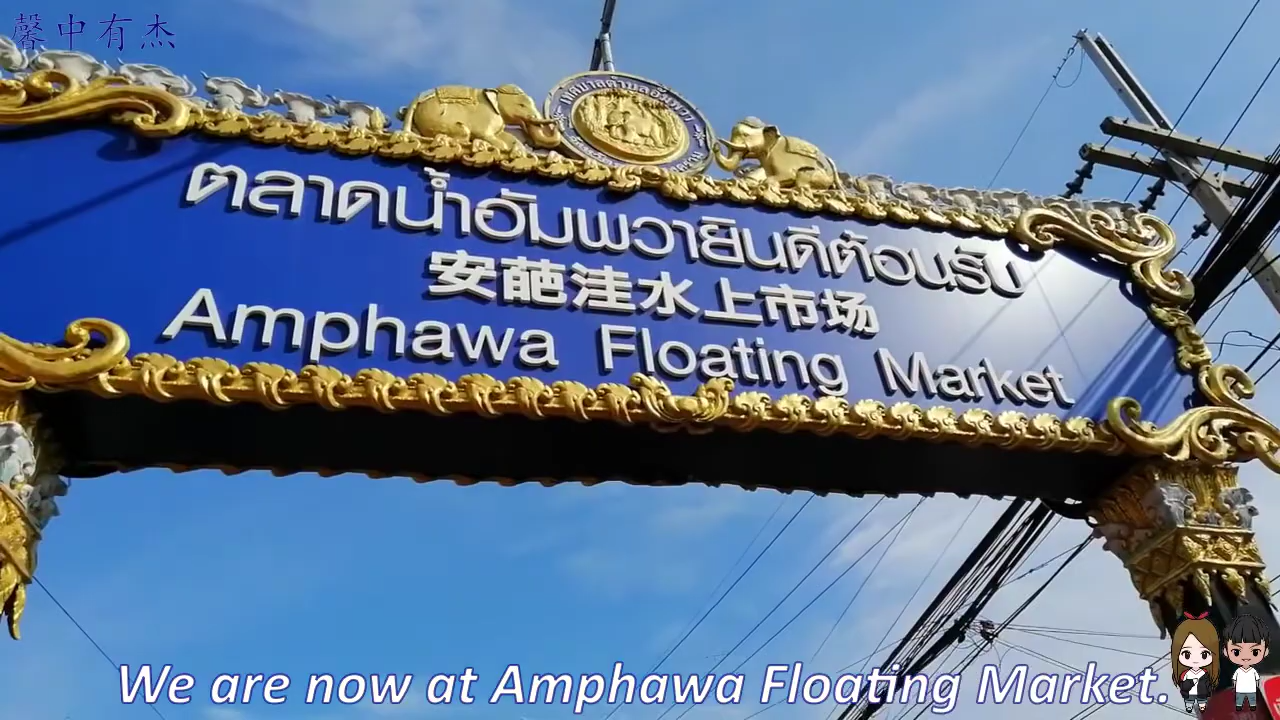 馨中有杰
ตลาดน้ำอัมพวายินดีต้อนรับ
安葩洼水上市场
Amphawa Floating Market
We are now at Amphawa Floating Market.